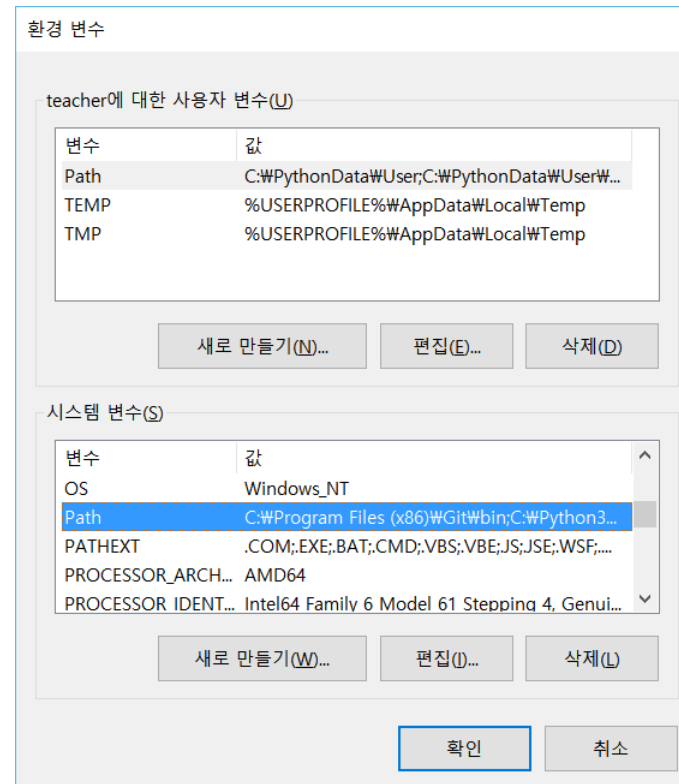 환경 변수
teacher에 대한 사용자 변수(U)
변수 값
Path C:₩PythonData₩User;C:₩PythonData₩User₩...
TEMP %USERPROFILE%₩AppData₩Local₩Temp
TMP %USERPROFILE%₩AppData₩Local₩Temp
새로 만들기(N)... 편집(E)... 삭제(D)
시스템 변수(S)
변수 값
OS Windows_NT
Path C:₩Program Files (x86)₩Git₩bin;C:₩Python3...
PATHEXT .COM;.EXE;.BAT;.CMD;.VBS;.VBE;.JS;.JSE;.WSF;....
PROCESSOR_ARCH... AMD64
PROCESSOR_IDENT... Intel64 Family 6 Model 61 Stepping 4, Genui...
새로 만들기(W)... 편집(I)... 삭제(L)
확인 취소